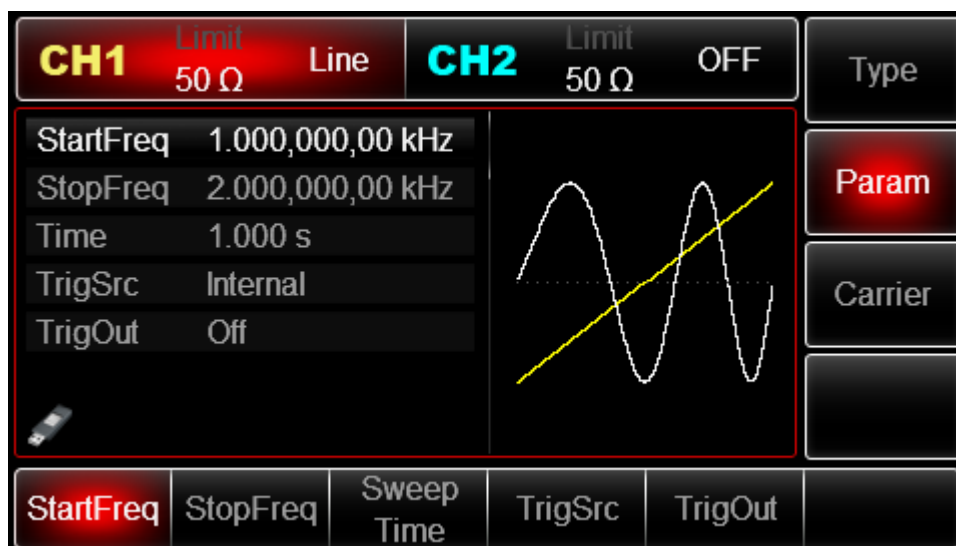 CH1 Limit 50 Ω Line CH2 Limit 50 Ω OFF
Type
StartFreq 1.000,000,00 kHz
StopFreq 2.000,000,00 kHz
Time 1.000 s
TrigSrc Internal
TrigOut Off
Param
Carrier
StartFreq StopFreq Sweep Time TrigSrc TrigOut